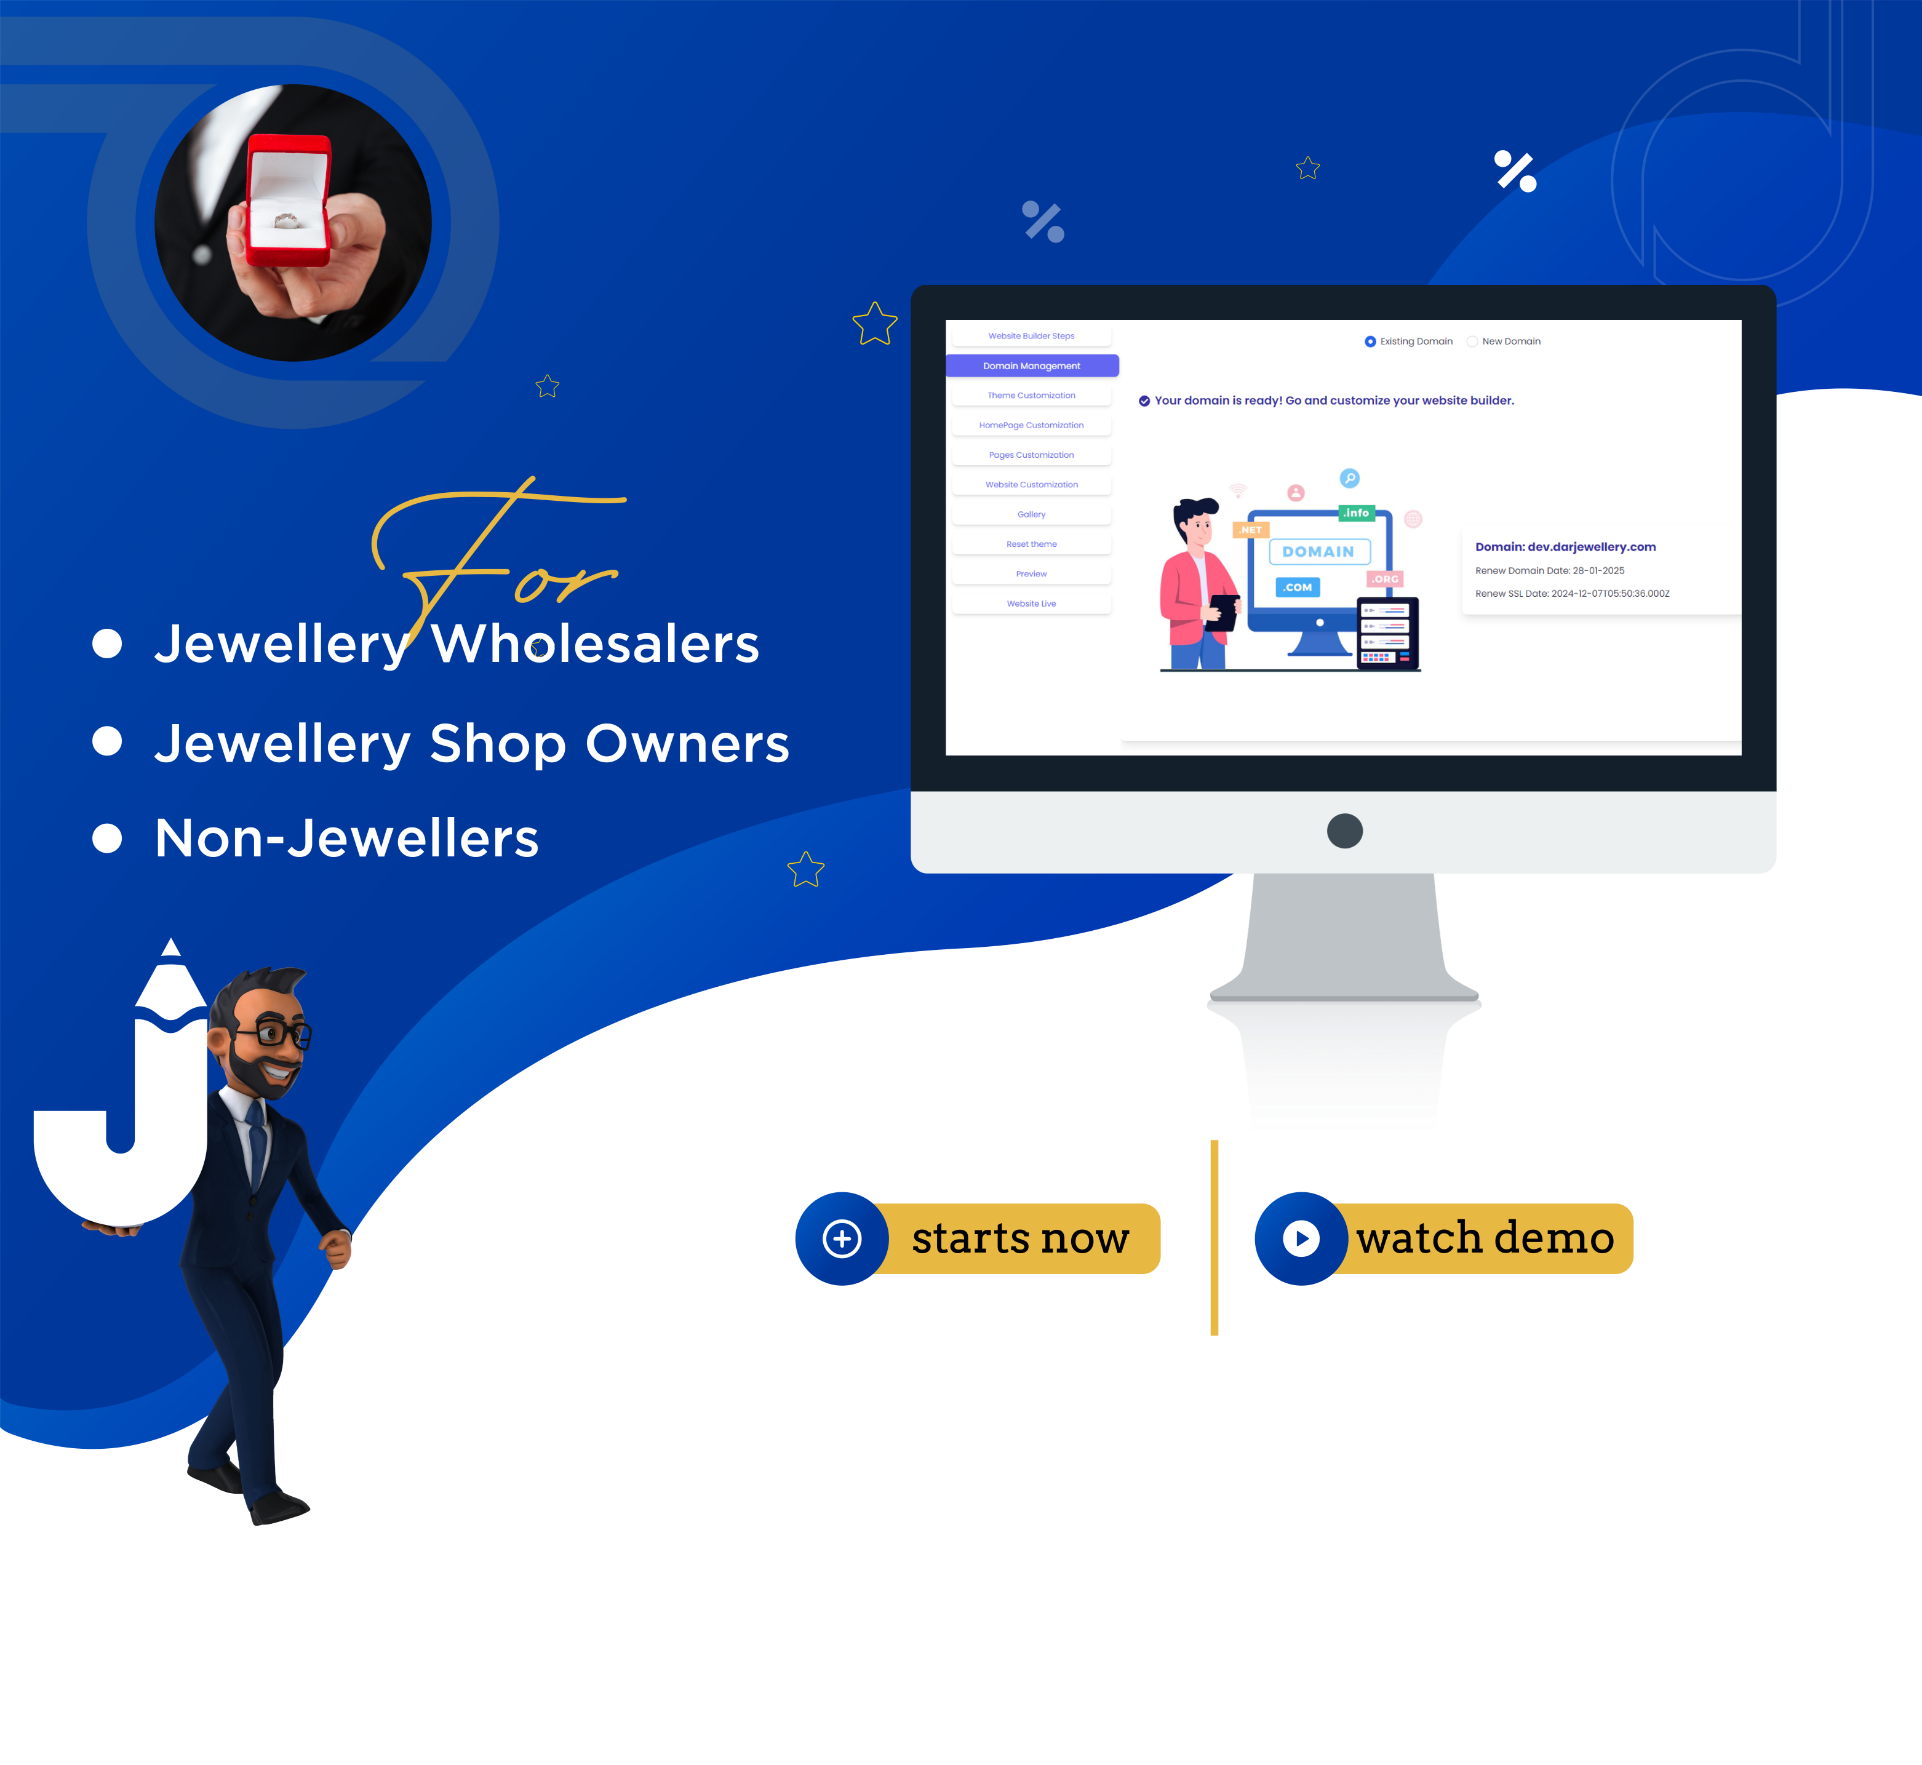 For
Jewellery Wholesalers
Jewellery Shop Owners
Non-Jewellers
Website Builder Steps
Domain Management
Theme Customization
HomePage Customization
Pages Customization
Website Customization
Gallery
Reset theme
Preview
Website Live
Existing Domain
New Domain
Your domain is ready! Go and customize your website builder.
.info
.NET
DOMAIN
.ORG
.COM
Domain: dev.darjewellery.com
Renew Domain Date: 28-01-2025
Renew SSL Date: 2024-12-07T05:50:36.000Z
starts now
watch demo